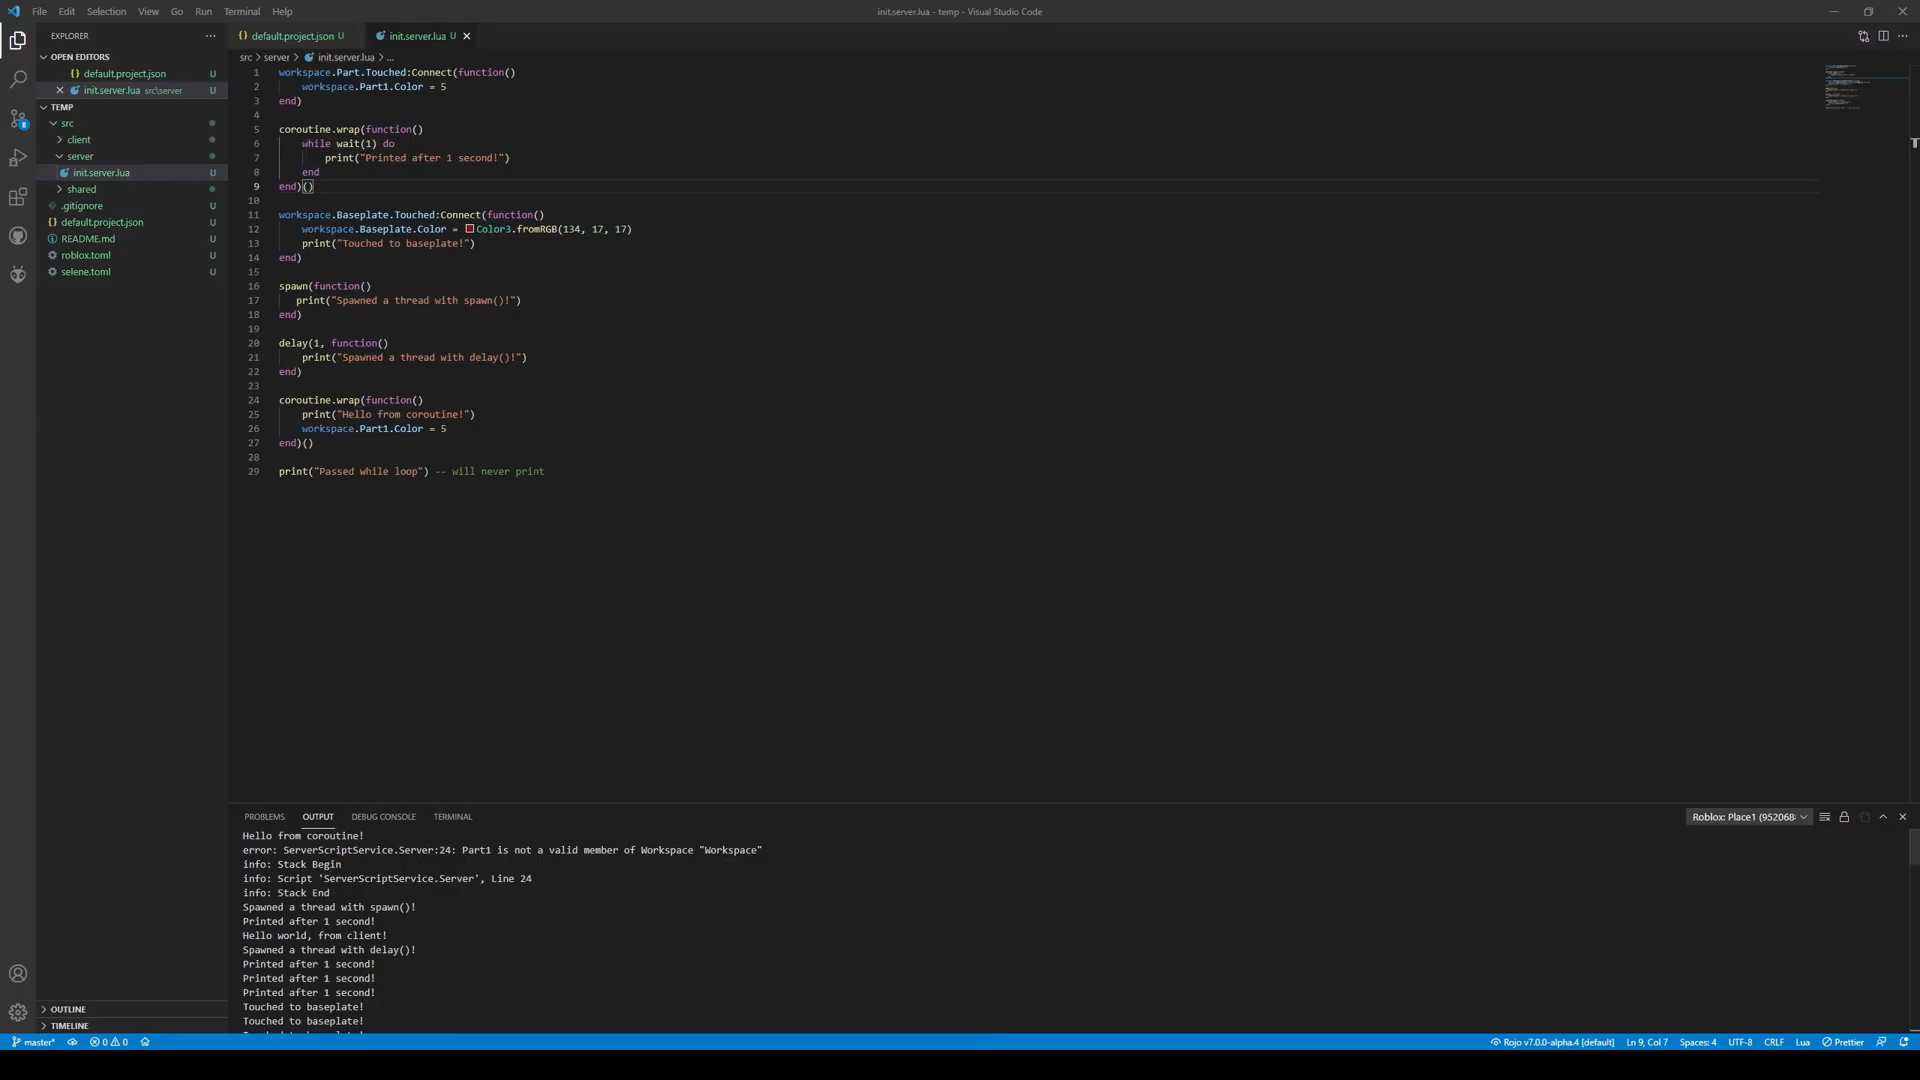 File Edit Selection View Go Run Terminal Help
init.server.lua - temp - Visual Studio Code
EXPLORER
OPEN EDITORS
default.project.json U
init.server.lua src\server U
TEMP
src
client
server
init.server.lua U
shared
.gitignore U
default.project.json U
README.md U
roblox.toml U
selene.toml U
OUTLINE
TIMELINE
8
default.project.json U
init.server.lua U
src > server > init.server.lua > ...
1 workspace.Part.Touched:Connect(function()
2 workspace.Part1.Color = 5
3 end)
4
5 coroutine.wrap(function()
6 while wait(1) do
7 print("Printed after 1 second!")
8 end
9 end)()
10
11 workspace.Baseplate.Touched:Connect(function()
12 workspace.Baseplate.Color = Color3.fromRGB(134, 17, 17)
13 print("Touched to baseplate!")
14 end)
15
16 spawn(function()
17 print("Spawned a thread with spawn()!")
18 end)
19
20 delay(1, function()
21 print("Spawned a thread with delay()!")
22 end)
23
24 coroutine.wrap(function()
25 print("Hello from coroutine!")
26 workspace.Part1.Color = 5
27 end)()
28
29 print("Passed while loop") -- will never print
PROBLEMS OUTPUT DEBUG CONSOLE TERMINAL
Roblox: Place1 (952068
Hello from coroutine!
error: ServerScriptService.Server:24: Part1 is not a valid member of Workspace "Workspace"
info: Stack Begin
info: Script 'ServerScriptService.Server', Line 24
info: Stack End
Spawned a thread with spawn()!
Printed after 1 second!
Hello world, from client!
Spawned a thread with delay()!
Printed after 1 second!
Printed after 1 second!
Printed after 1 second!
Touched to baseplate!
Touched to baseplate!
master* 0 0
Rojo v7.0.0-alpha.4 [default] Ln 9, Col 7 Spaces: 4 UTF-8 CRLF Lua Prettier